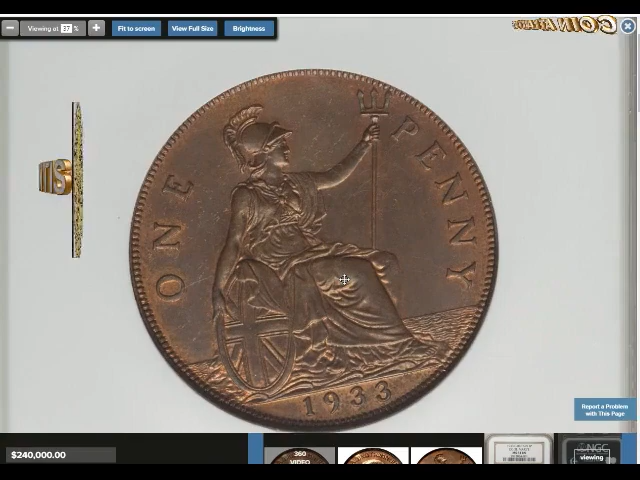 Viewing at 37 %
Fit to screen
View Full Size
Brightness
ONE
PENNY
1933
Report a Problem
with This Page
$240,000.00
360
VIDEO
NGC
viewing